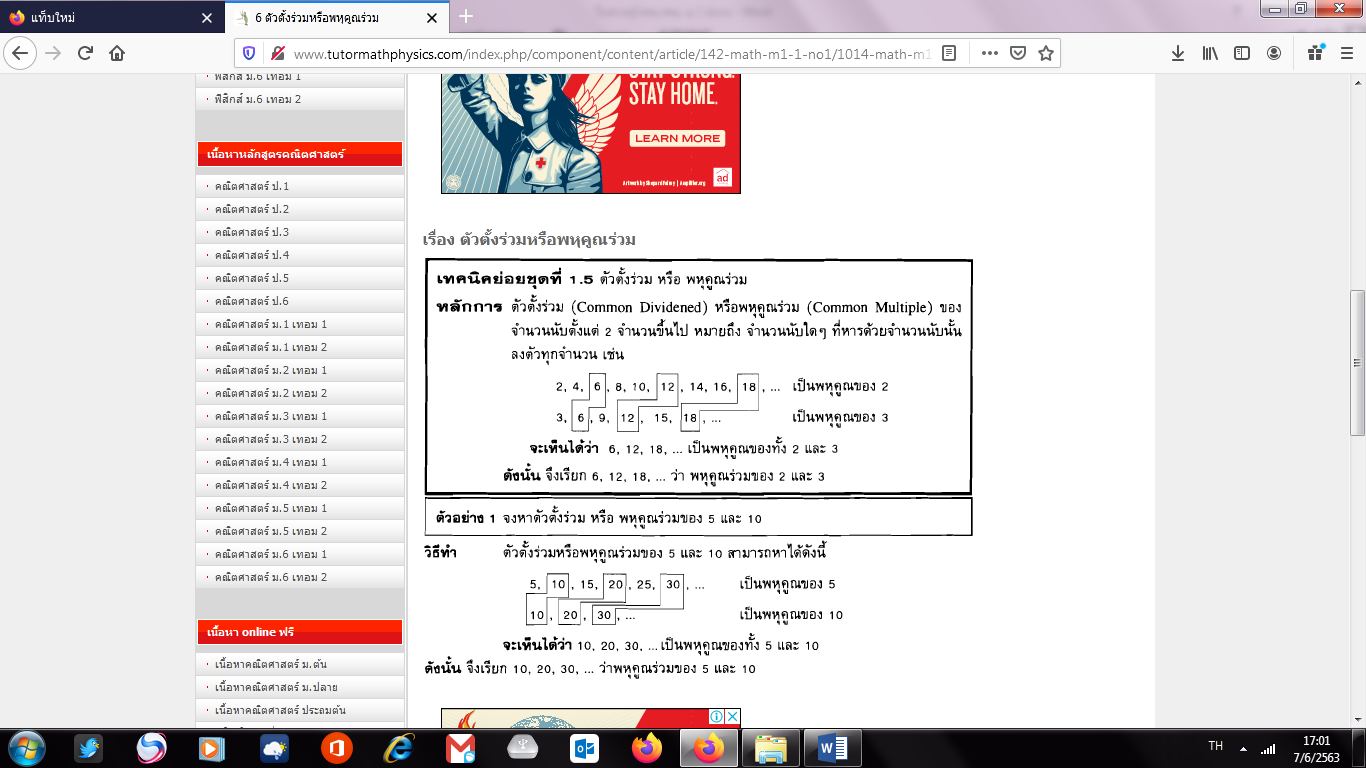 แท็บใหม่
6 ตัวตั้งร่วมหรือพหุคูณร่วม
www.tutormathphysics.com/index.php/component/content/article/142-math-m1-1-no1/1014-math-m1
ฟิสิกส์ ม.6 เทอม 1
ฟิสิกส์ ม.6 เทอม 2
เนื้อหาหลักสูตรคณิตศาสตร์
คณิตศาสตร์ ป.1
คณิตศาสตร์ ป.2
คณิตศาสตร์ ป.3
คณิตศาสตร์ ป.4
คณิตศาสตร์ ป.5
คณิตศาสตร์ ป.6
คณิตศาสตร์ ม.1 เทอม 1
คณิตศาสตร์ ม.1 เทอม 2
คณิตศาสตร์ ม.2 เทอม 1
คณิตศาสตร์ ม.2 เทอม 2
คณิตศาสตร์ ม.3 เทอม 1
คณิตศาสตร์ ม.3 เทอม 2
คณิตศาสตร์ ม.4 เทอม 1
คณิตศาสตร์ ม.4 เทอม 2
คณิตศาสตร์ ม.5 เทอม 1
คณิตศาสตร์ ม.5 เทอม 2
คณิตศาสตร์ ม.6 เทอม 1
คณิตศาสตร์ ม.6 เทอม 2
เนื้อหา online ฟรี
เนื้อหาคณิตศาสตร์ ม.ต้น
เนื้อหาคณิตศาสตร์ ม.ปลาย
เนื้อหาคณิตศาสตร์ ประถมต้น
STAY STRONG.
STAY HOME.
LEARN MORE
Artwork by Shepard Fairey | Amplifier.org
ad
เรื่อง ตัวตั้งร่วมหรือพหุคูณร่วม
เทคนิคย่อยชุดที่ 1.5 ตัวตั้งร่วม หรือ พหุคูณร่วม
หลักการ ตัวตั้งร่วม (Common Dividened) หรือพหุคูณร่วม (Common Multiple) ของ
จำนวนนับตั้งแต่ 2 จำนวนขึ้นไป หมายถึง จำนวนนับใดๆ ที่หารด้วยจำนวนนับนั้น
ลงตัวทุกจำนวน เช่น
2, 4, 6, 8, 10, 12, 14, 16, 18, ... เป็นพหุคูณของ 2
3, 6, 9, 12, 15, 18, ... เป็นพหุคูณของ 3
จะเห็นได้ว่า 6, 12, 18, ... เป็นพหุคูณของทั้ง 2 และ 3
ดังนั้น จึงเรียก 6, 12, 18, ... ว่า พหุคูณร่วมของ 2 และ 3
ตัวอย่าง 1 จงหาตัวตั้งร่วม หรือ พหุคูณร่วมของ 5 และ 10
วิธีทำ ตัวตั้งร่วมหรือพหุคูณร่วมของ 5 และ 10 สามารถหาได้ดังนี้
5, 10, 15, 20, 25, 30, ... เป็นพหุคูณของ 5
10, 20, 30, ... เป็นพหุคูณของ 10
จะเห็นได้ว่า 10, 20, 30, ... เป็นพหุคูณของทั้ง 5 และ 10
ดังนั้น จึงเรียก 10, 20, 30, ... ว่าพหุคูณร่วมของ 5 และ 10
TH
17:01
7/6/2563